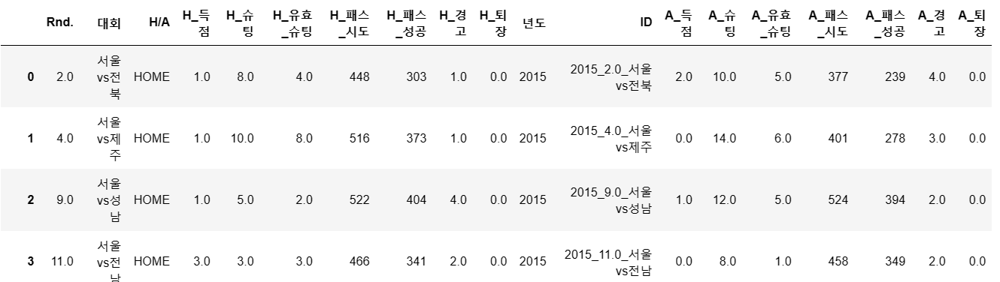 Rnd. 대회 H/A H_득점 H_슈팅 H_유효_슈팅 H_패스_시도 H_패스_성공 H_경고 H_퇴장 년도 ID A_득점 A_슈팅 A_유효_슈팅 A_패스_시도 A_패스_성공 A_경고 A_퇴장
0 2.0 서울vs전북 HOME 1.0 8.0 4.0 448 303 1.0 0.0 2015 2015_2.0_서울vs전북 2.0 10.0 5.0 377 239 4.0 0.0
1 4.0 서울vs제주 HOME 1.0 10.0 8.0 516 373 1.0 0.0 2015 2015_4.0_서울vs제주 0.0 14.0 6.0 401 278 3.0 0.0
2 9.0 서울vs성남 HOME 1.0 5.0 2.0 522 404 4.0 0.0 2015 2015_9.0_서울vs성남 1.0 12.0 5.0 524 394 2.0 0.0
3 11.0 서울vs전남 HOME 3.0 3.0 3.0 466 341 2.0 0.0 2015 2015_11.0_서울vs전남 0.0 8.0 1.0 458 349 2.0 0.0